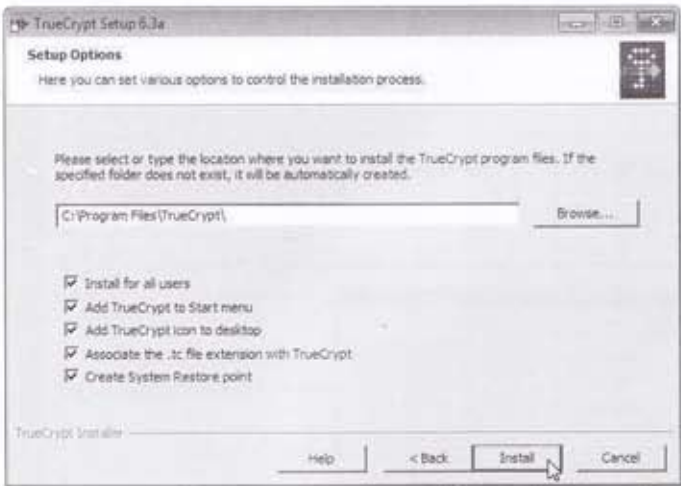 TrueCrypt Setup 6.3a
Setup Options
Here you can set various options to control the installation process.
Please select or type the location where you want to install the TrueCrypt program files. If the
specified folder does not exist, it will be automatically created.
C:\Program Files\TrueCrypt\
Browse...
Install for all users
Add TrueCrypt to Start menu
Add TrueCrypt icon to desktop
Associate the .tc file extension with TrueCrypt
Create System Restore point
TrueCrypt Installer
Help
< Back
Install
Cancel